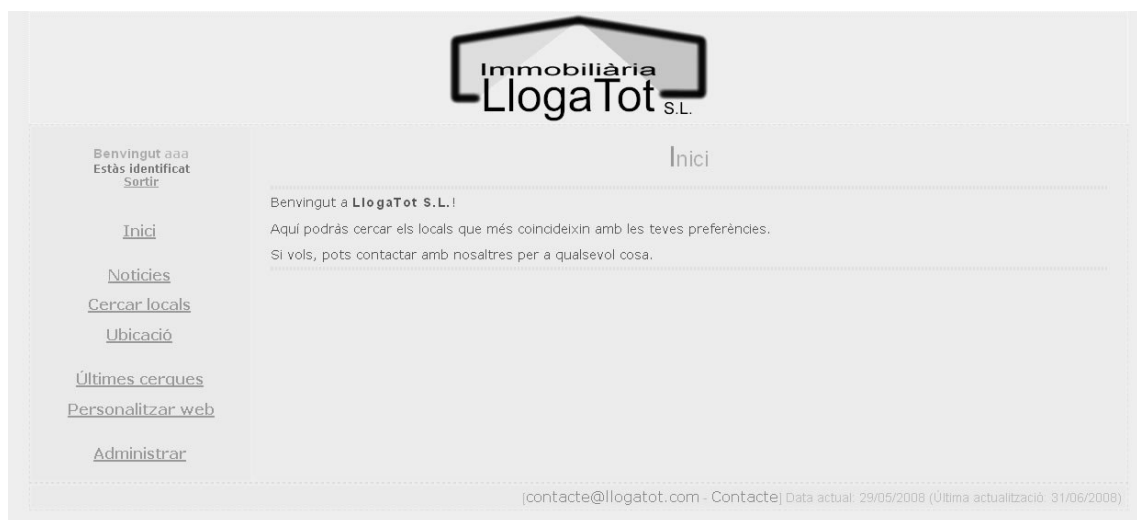 Immobiliària
LlogaTot S.L.
Benvingut aaa
Estàs identificat
Sortir
Inici
Noticies
Cercar locals
Ubicació
Últimes cerques
Personalitzar web
Administrar
Inici
Benvingut a LlogaTot S.L.!
Aquí podràs cercar els locals que més coincideixin amb les teves preferències.
Si vols, pots contactar amb nosaltres per a qualsevol cosa.
[contacte@llogatot.com - Contacte] Data actual: 29/05/2008 (Última actualització: 31/06/2008)